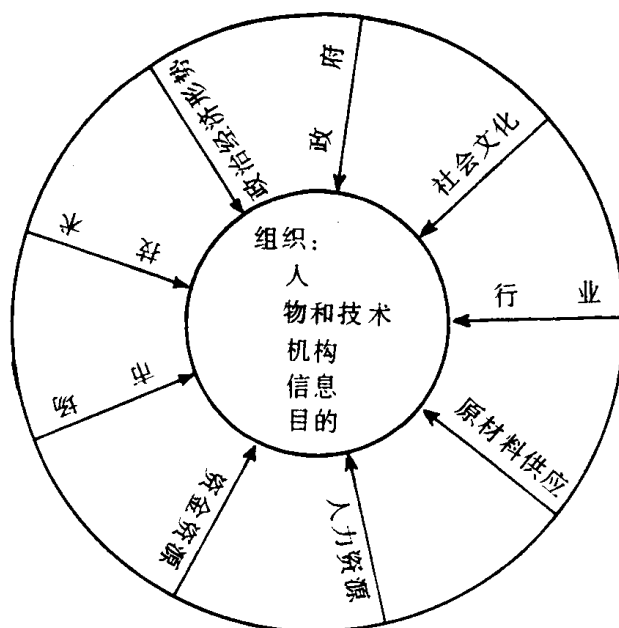 政府
社会文化
行业
原材料供应
人力资源
资金资源
市场
技术
政治经济形势
组织：
人
物和技术
机构
信息
目的